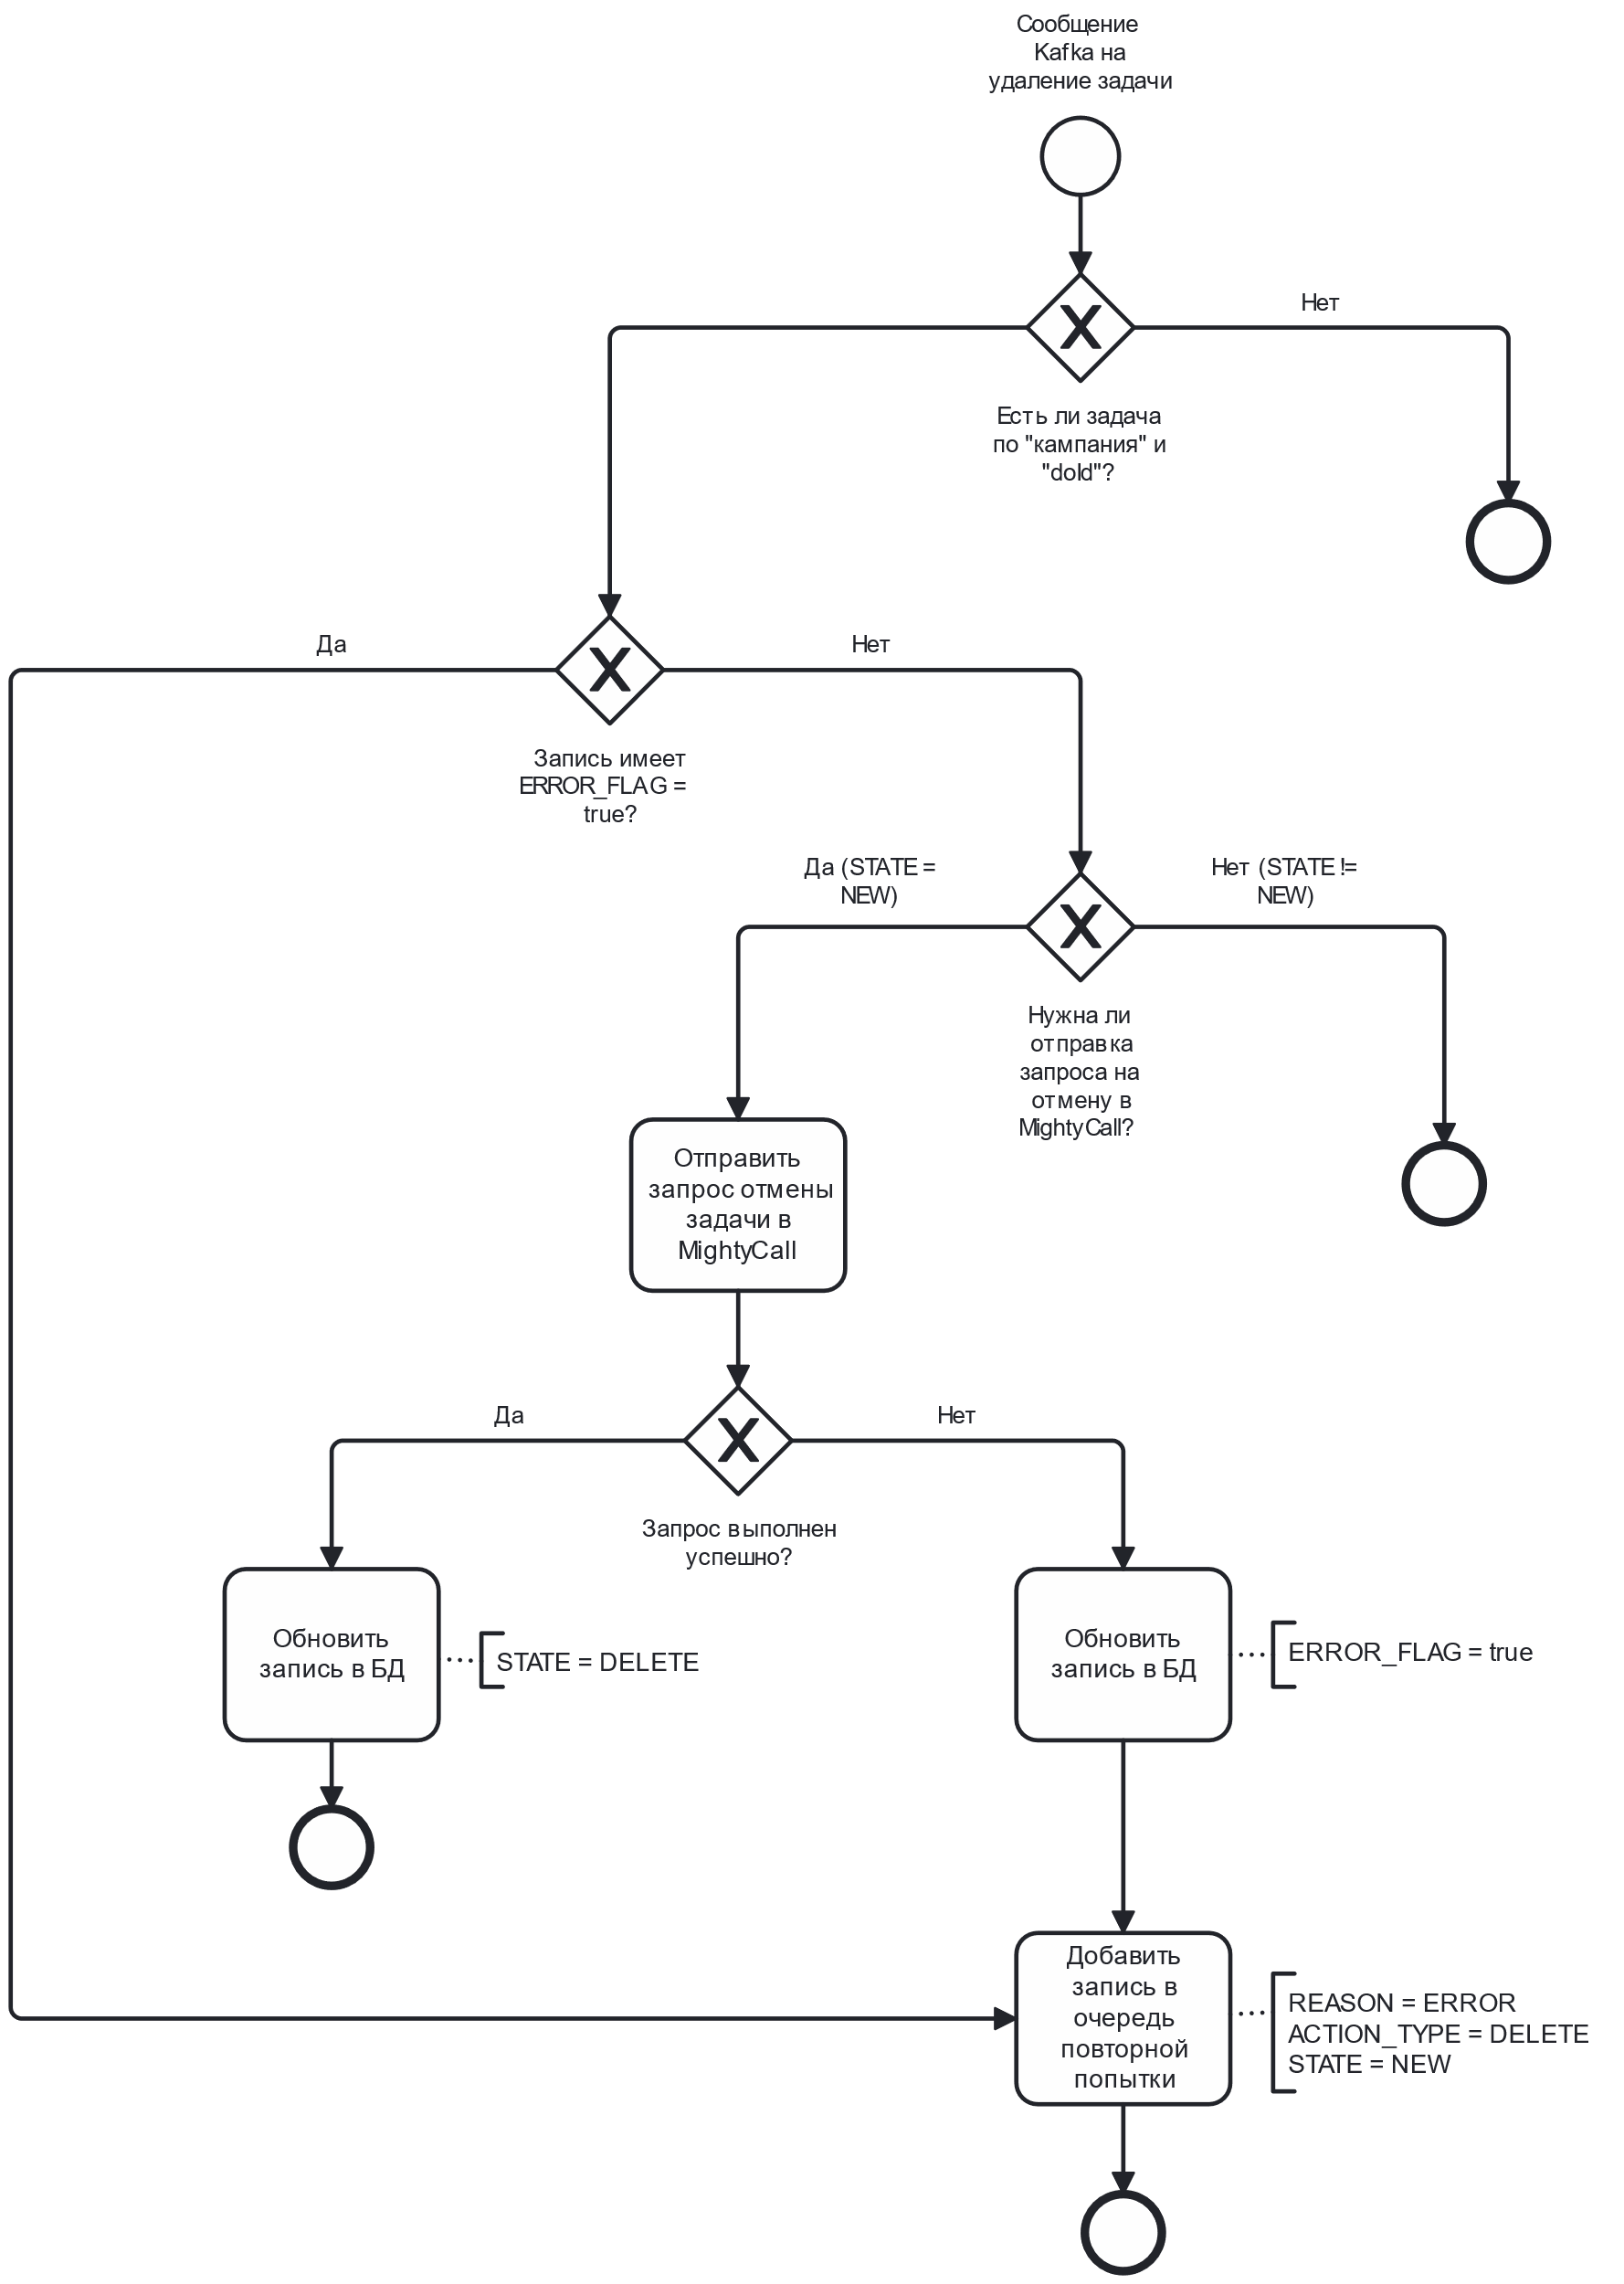 Сообщение
Kafka на
удаление задачи
Нет
Есть ли задача
по "кампания" и
"doId"?
Да
Нет
Запись имеет
ERROR_FLAG =
true?
Да (STATE =
NEW)
Нет (STATE !=
NEW)
Нужна ли
отправка
запроса на
отмену в
MightyCall?
Отправить
запрос отмены
задачи в
MightyCall
Да
Нет
Запрос выполнен
успешно?
Обновить
запись в БД
STATE = DELETE
Обновить
запись в БД
ERROR_FLAG = true
Добавить
запись в
очередь
повторной
попытки
REASON = ERROR
ACTION_TYPE = DELETE
STATE = NEW